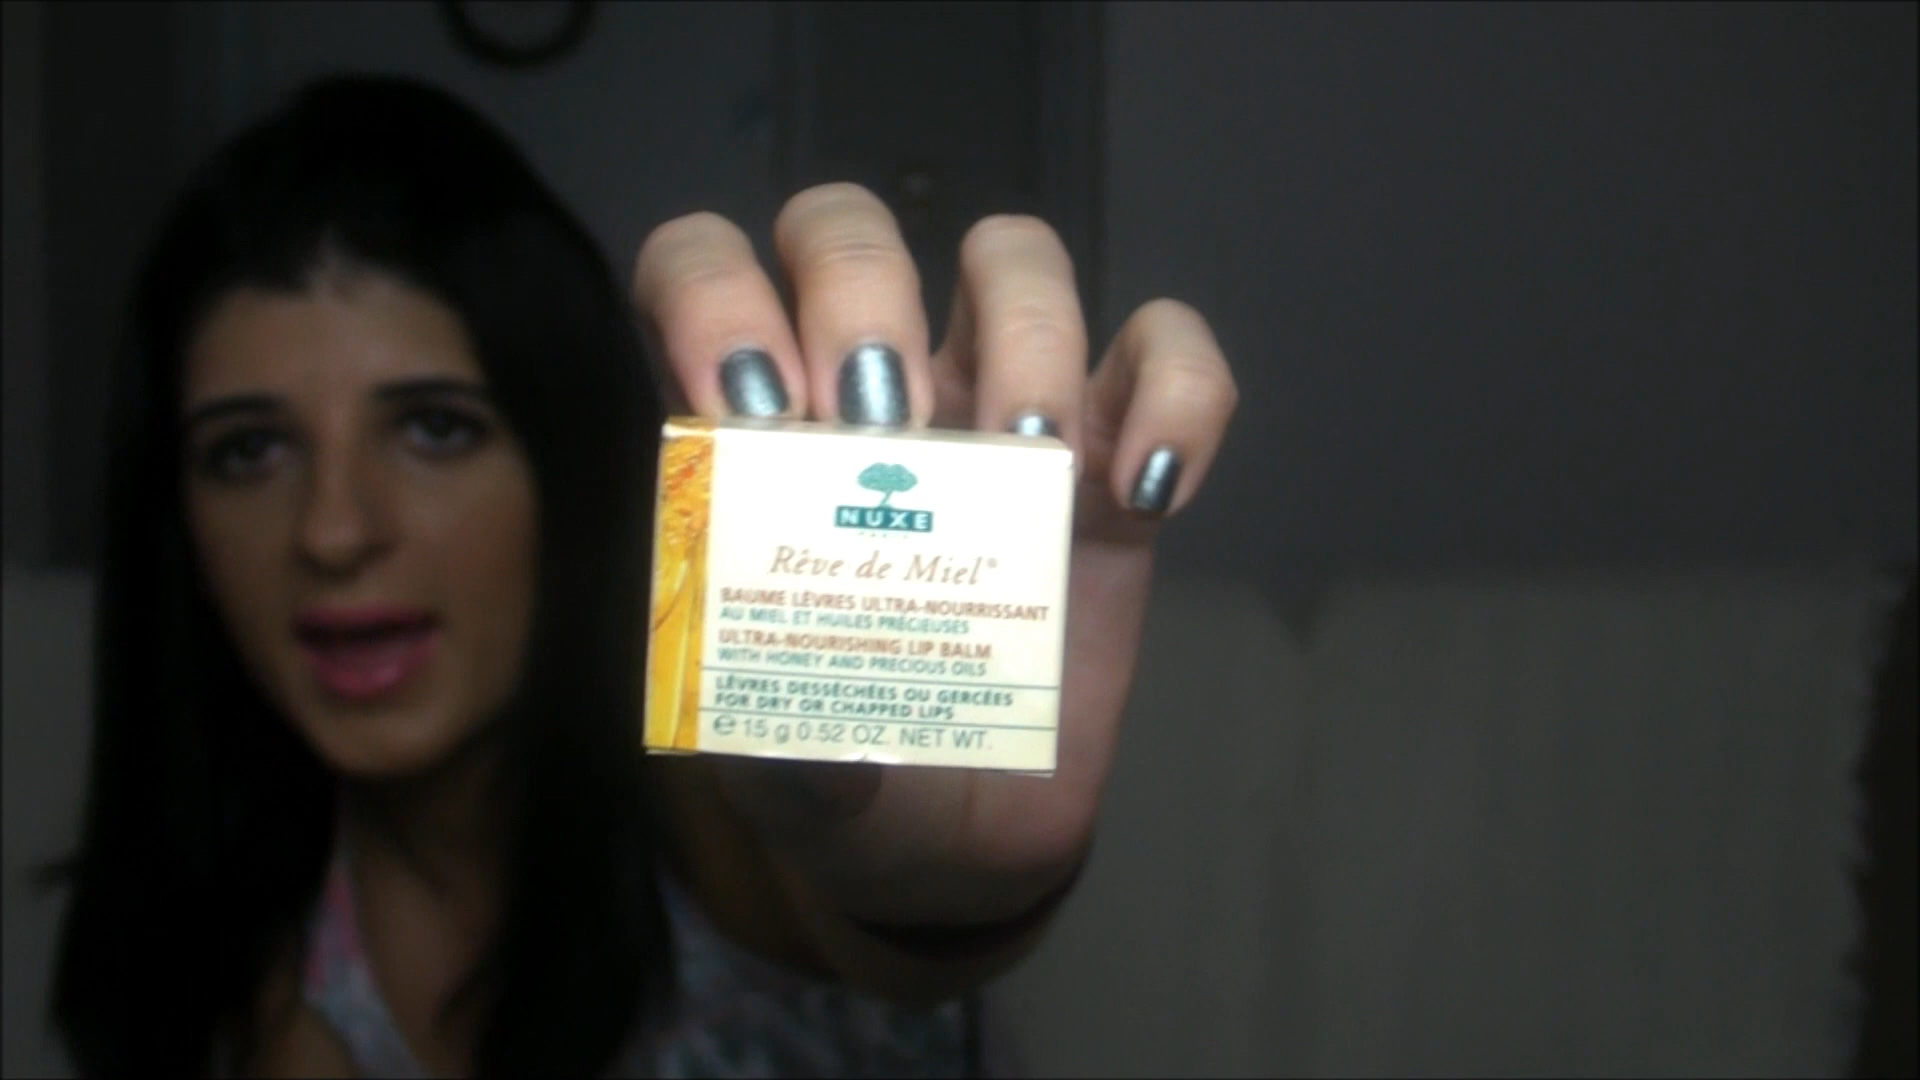 NUXE
PARIS
Rêve de Miel®
BAUME LÈVRES ULTRA-NOURRISSANT
AU MIEL ET HUILES PRÉCIEUSES
ULTRA-NOURISHING LIP BALM
WITH HONEY AND PRECIOUS OILS
LÈVRES DESSÉCHÉES OU GERCÉES
FOR DRY OR CHAPPED LIPS
℮ 15 g 0.52 OZ. NET WT.